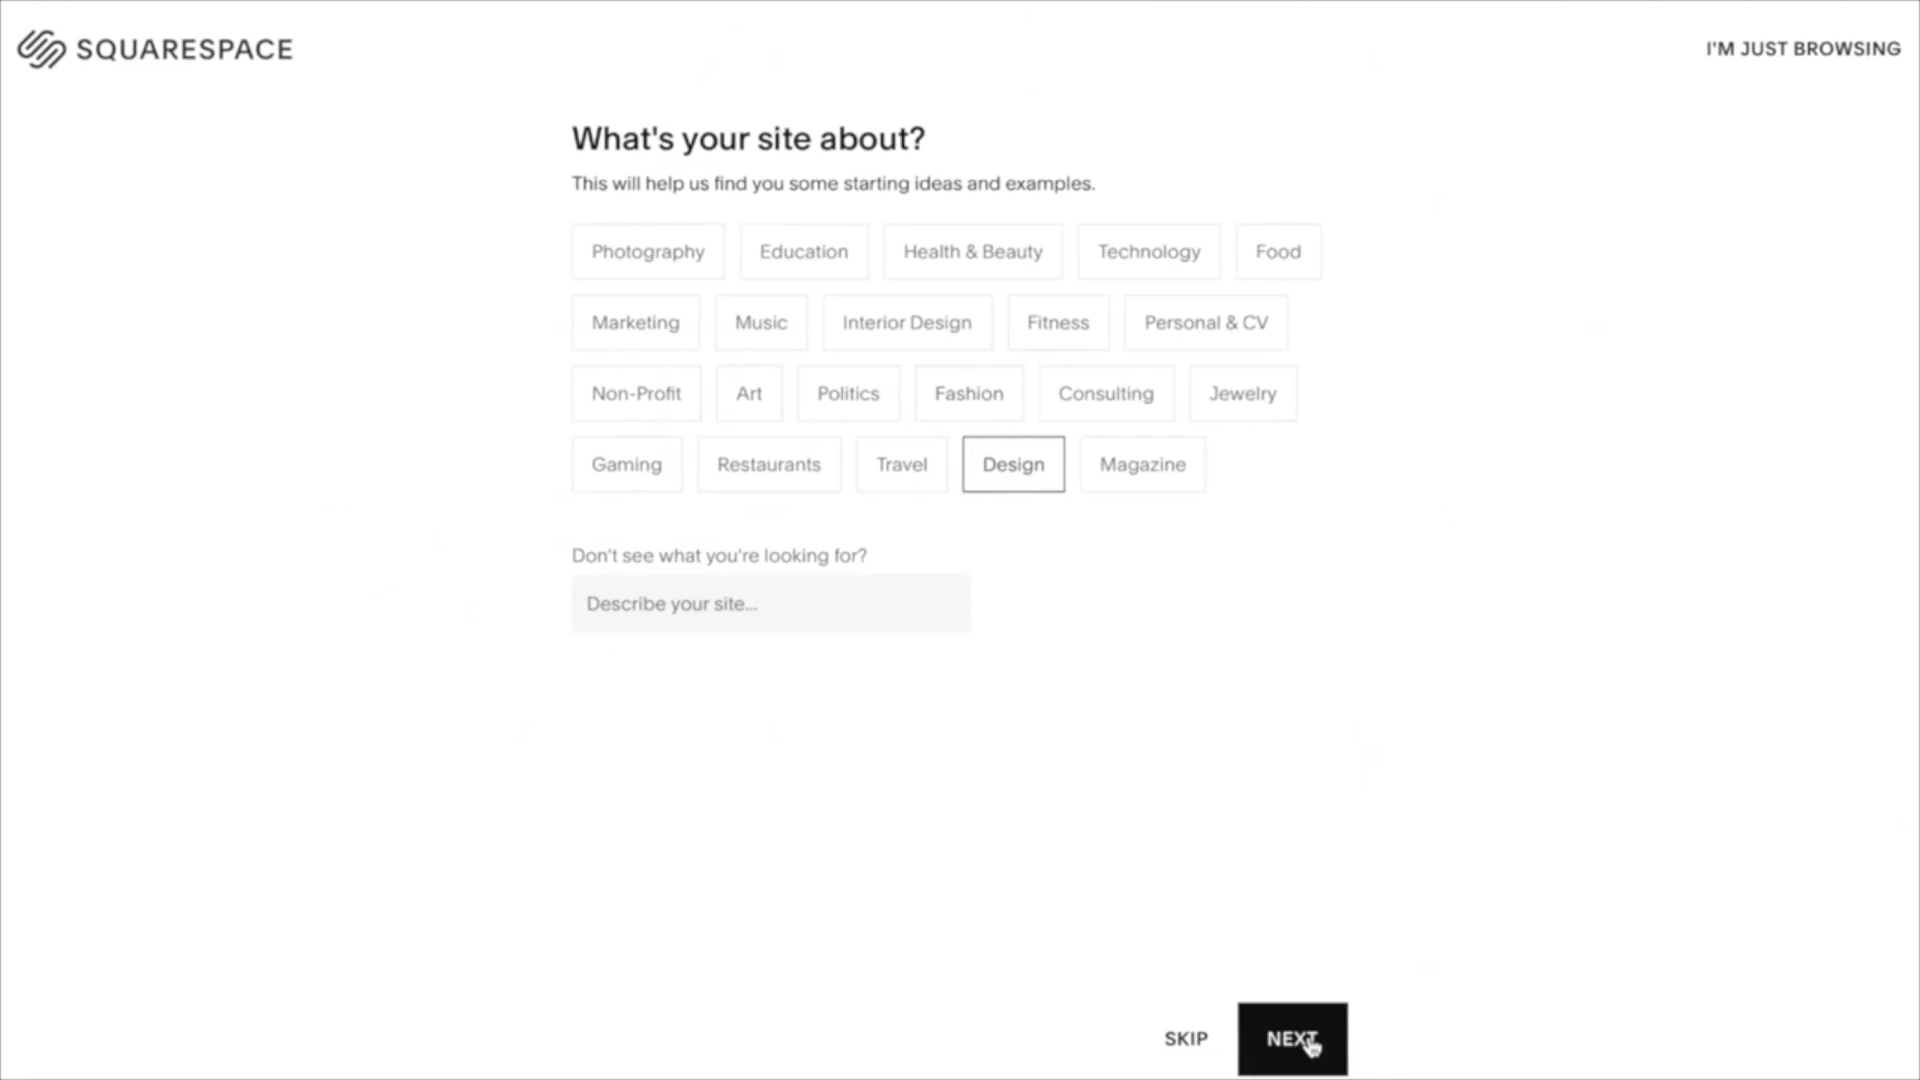 SQUARESPACE
I'M JUST BROWSING
What's your site about?
This will help us find you some starting ideas and examples.
Photography Education Health & Beauty Technology Food
Marketing Music Interior Design Fitness Personal & CV
Non-Profit Art Politics Fashion Consulting Jewelry
Gaming Restaurants Travel Design Magazine
Don't see what you're looking for?
Describe your site...
SKIP NEXT